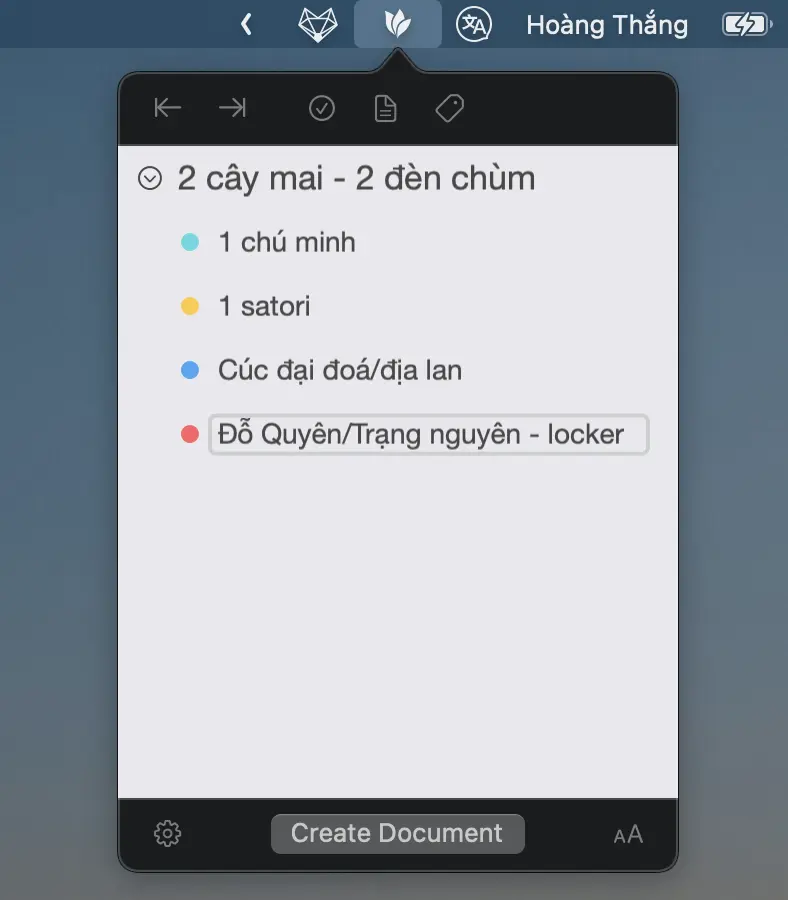 Hoàng Thắng
2 cây mai - 2 đèn chùm
1 chú minh
1 satori
Cúc đại đoá/địa lan
Đỗ Quyên/Trạng nguyên - locker
Create Document
AA